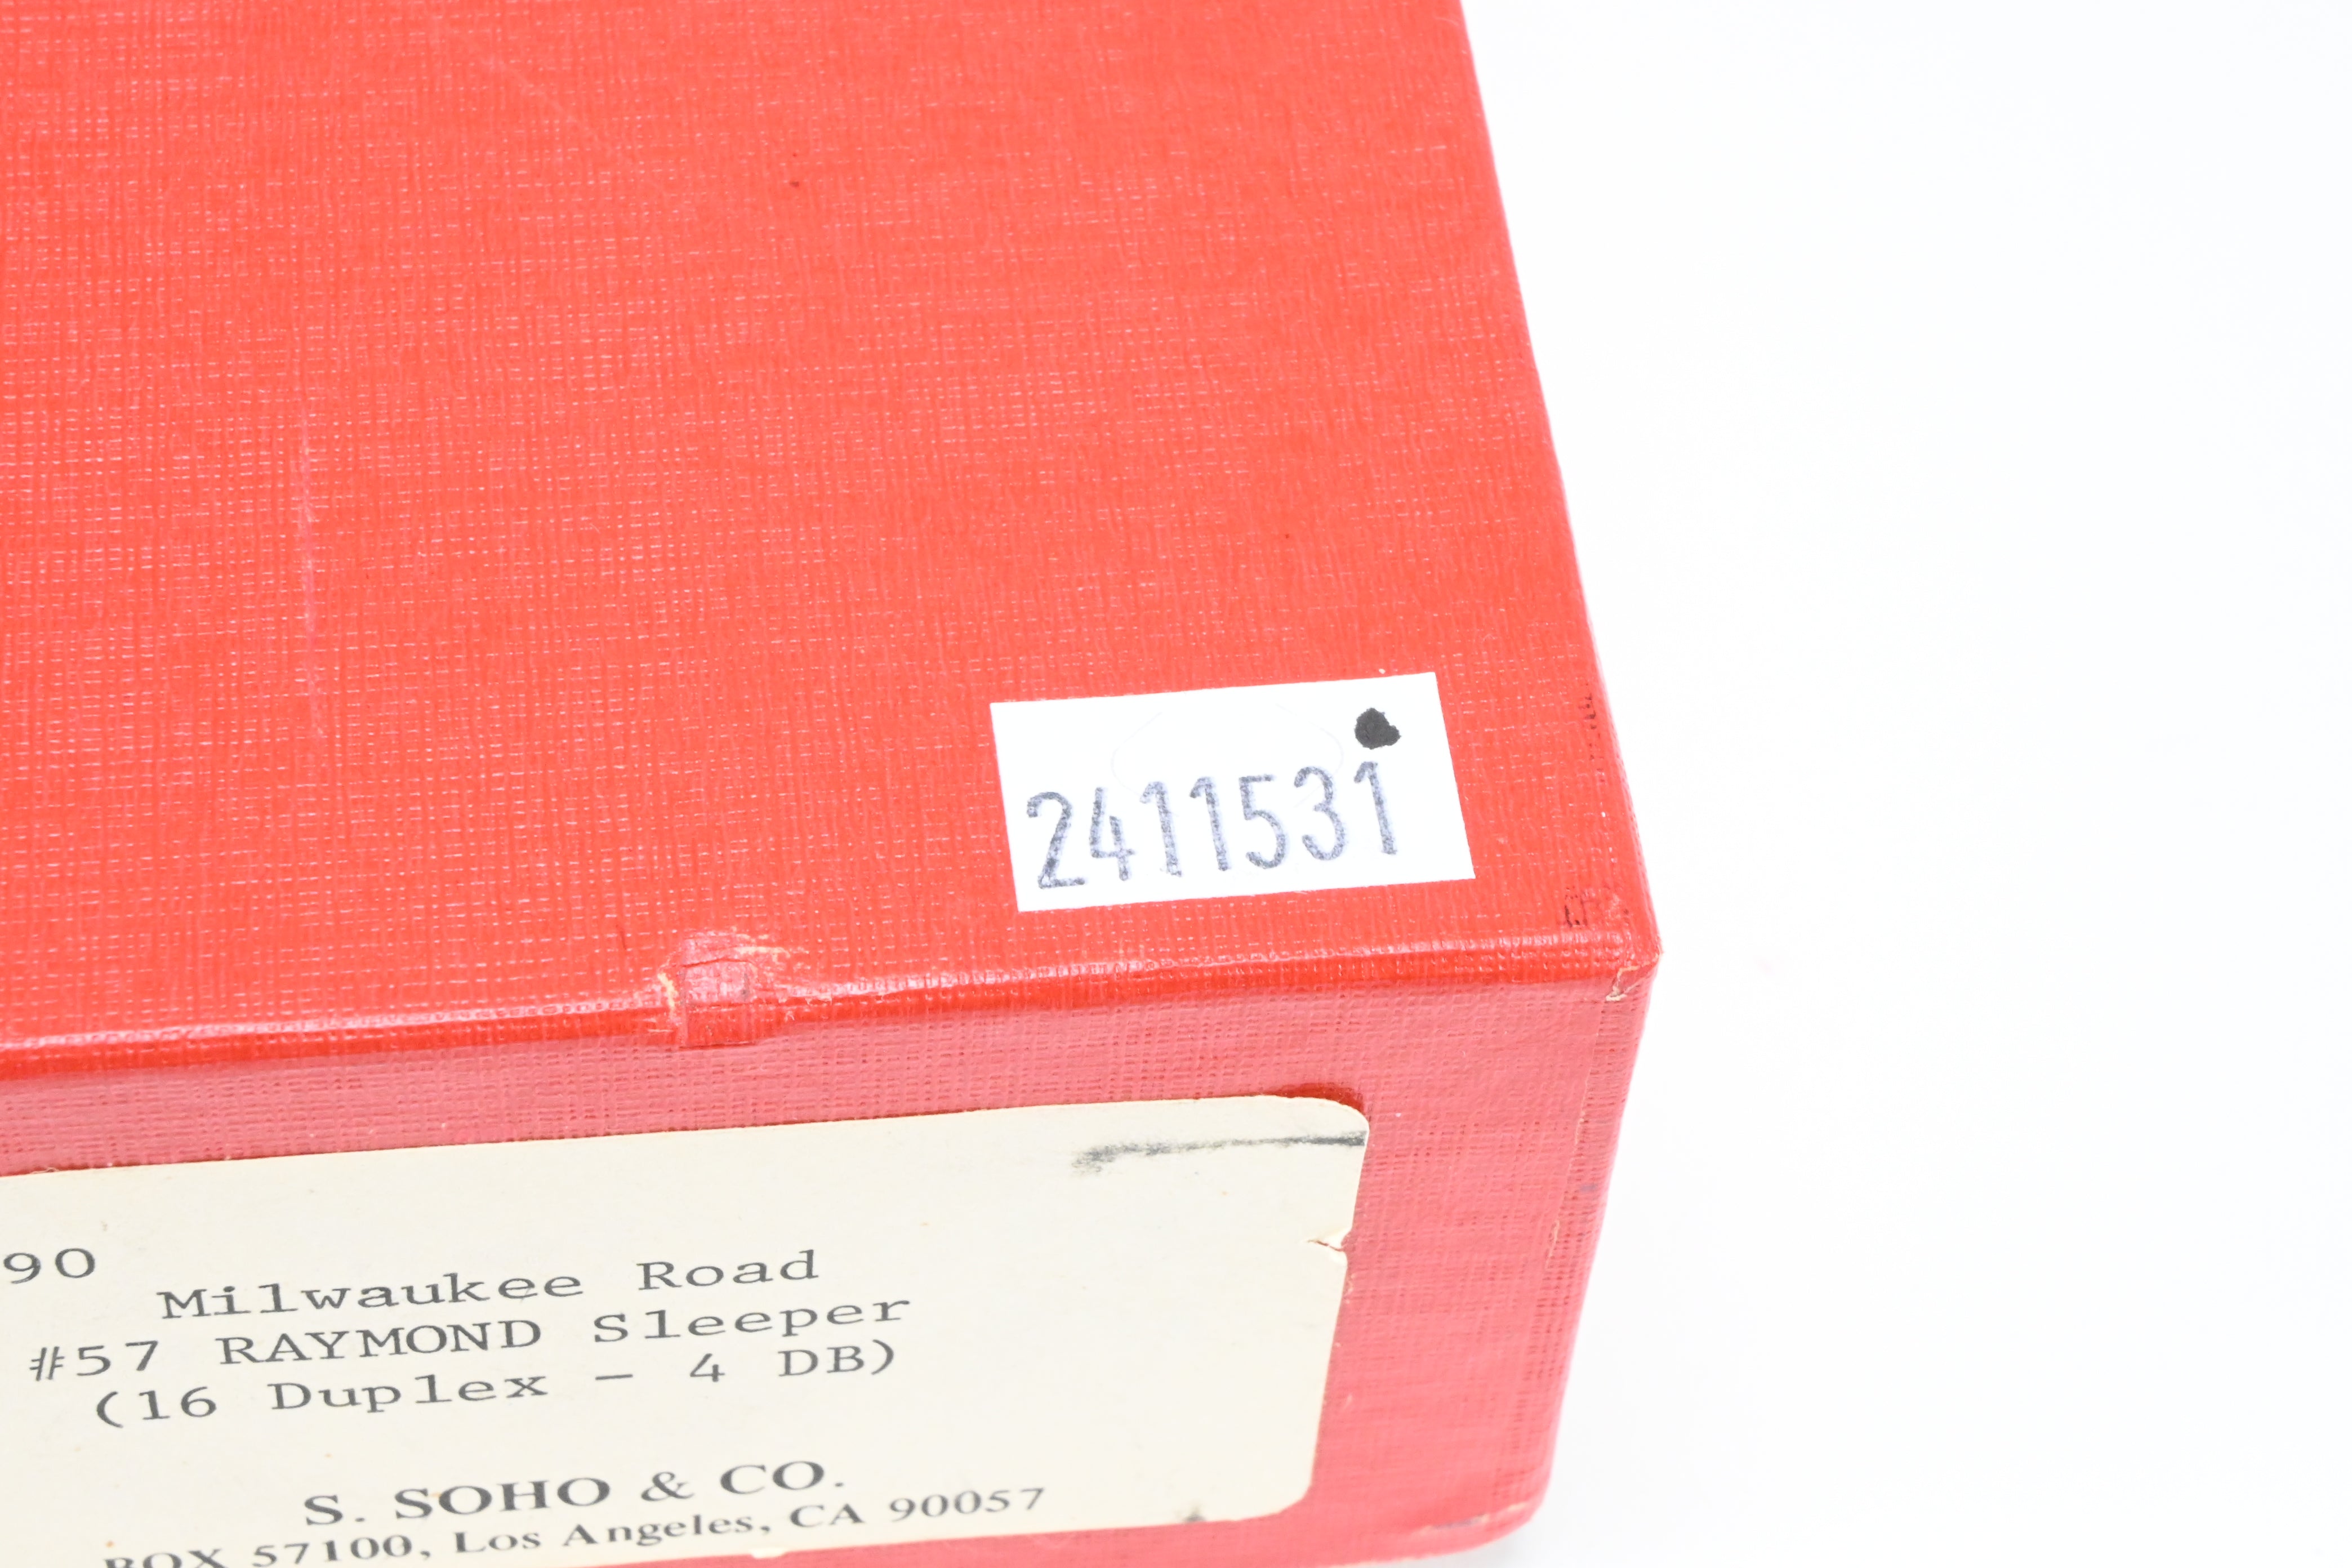 2411531
90
Milwaukee Road
#57 RAYMOND Sleeper
(16 Duplex - 4 DB)
S. SOHO & CO.
BOX 57100, Los Angeles, CA 90057